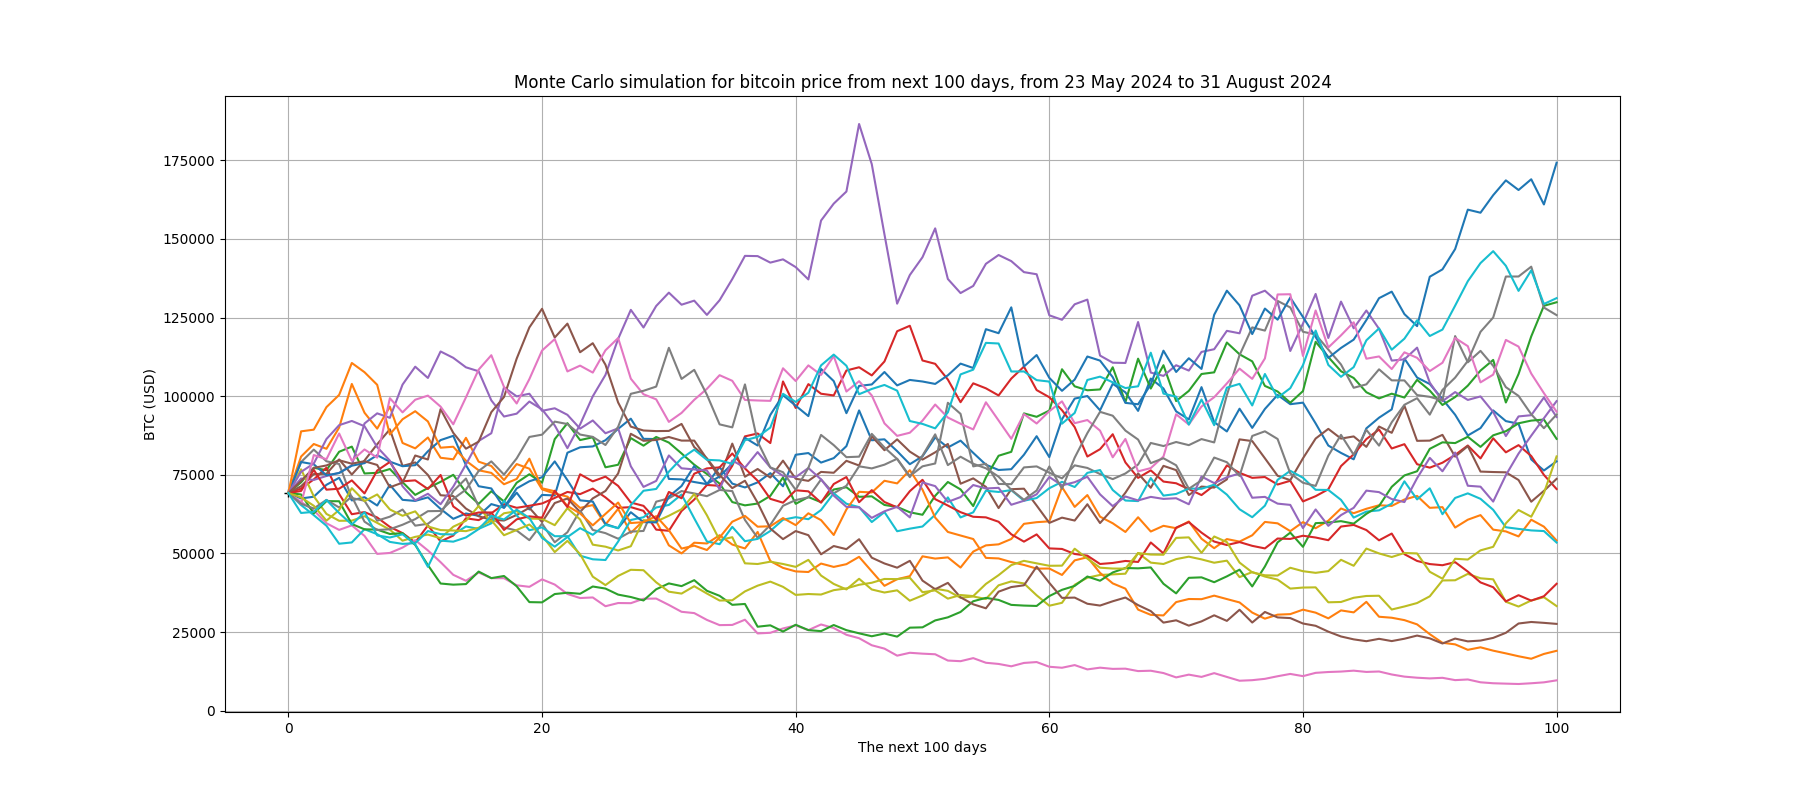 Monte Carlo simulation for bitcoin price from next 100 days, from 23 May 2024 to 31 August 2024
175000
150000
125000
100000
75000
50000
25000
0
BTC (USD)
0 20 40 60 80 100
The next 100 days